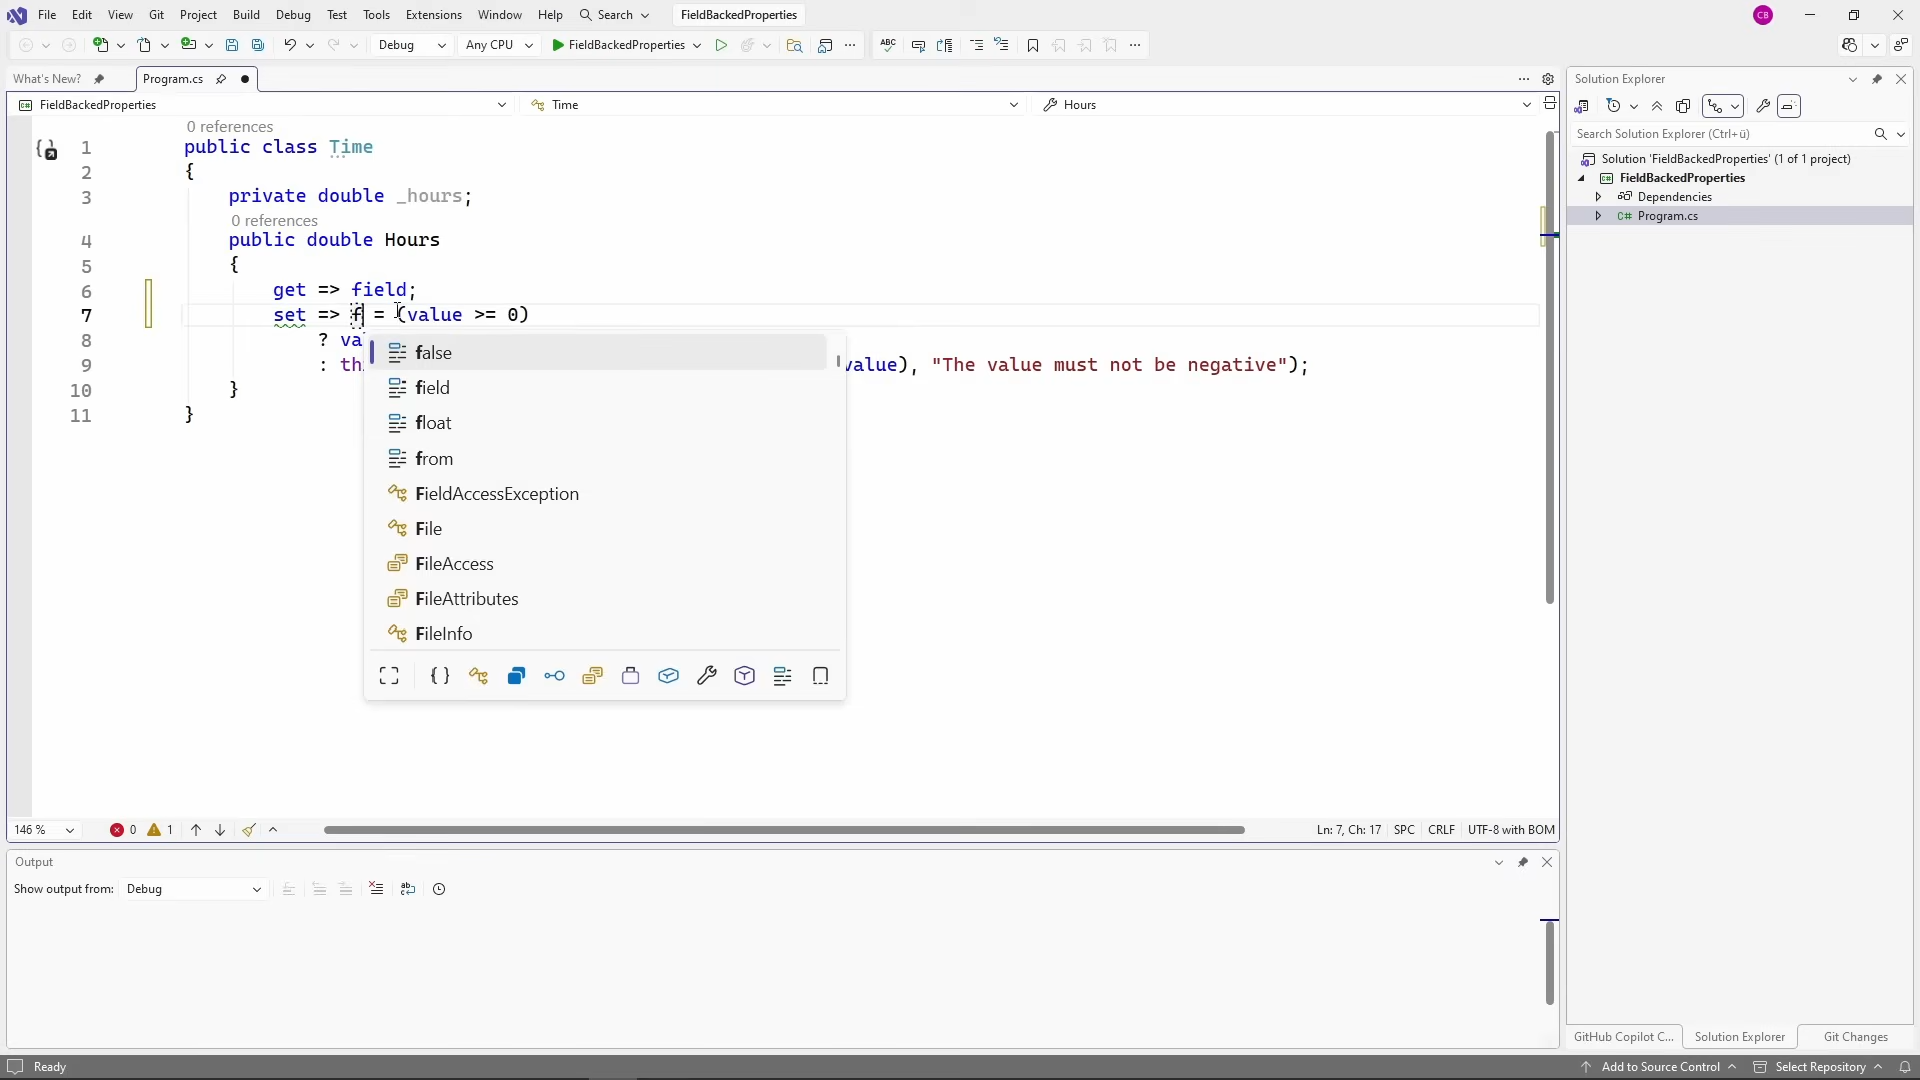 File Edit View Git Project Build Debug Test Tools Extensions Window Help Search FieldBackedProperties CB
Debug Any CPU FieldBackedProperties
What's New? Program.cs
FieldBackedProperties Time Hours
0 references
1 public class Time
2 {
3 private double _hours;
0 references
4 public double Hours
5 {
6 get => field;
7 set => f = (value >= 0)
8 ? va
9 : th value), "The value must not be negative");
10 }
11 }
false
field
float
from
FieldAccessException
File
FileAccess
FileAttributes
FileInfo
146 % 0 1 Ln: 7, Ch: 17 SPC CRLF UTF-8 with BOM
Output
Show output from: Debug
Solution Explorer
Search Solution Explorer (Ctrl+ü)
Solution 'FieldBackedProperties' (1 of 1 project)
FieldBackedProperties
Dependencies
C# Program.cs
GitHub Copilot C... Solution Explorer Git Changes
Ready Add to Source Control Select Repository